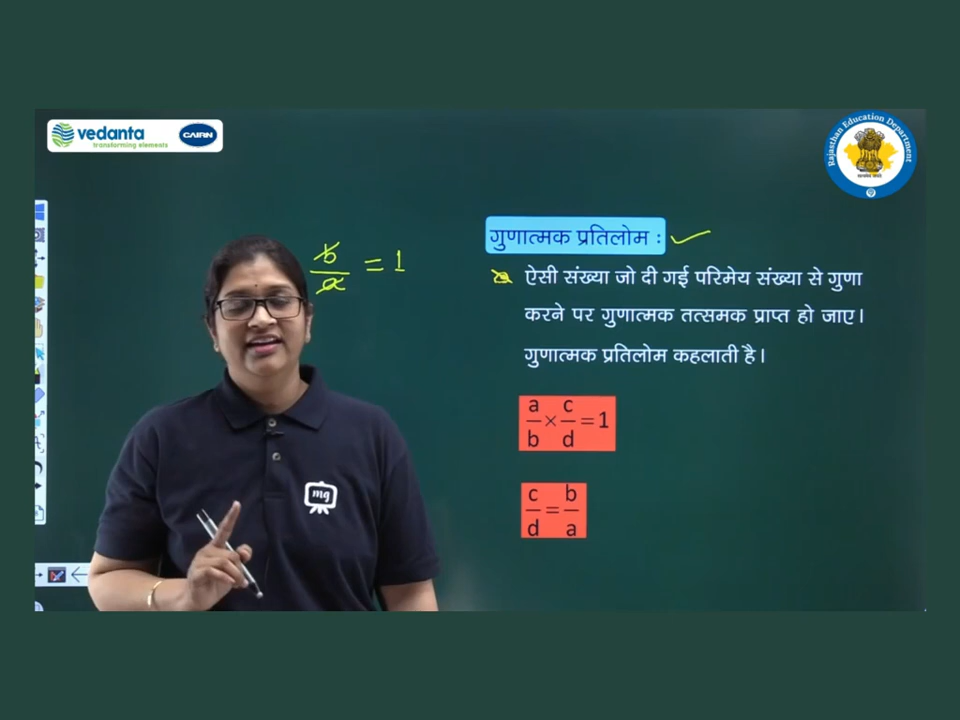 vedanta
transforming elements
CAIRN
Rajasthan Education Department
गुणात्मक प्रतिलोम :
b/a = 1
ऐसी संख्या जो दी गई परिमेय संख्या से गुणा
करने पर गुणात्मक तत्समक प्राप्त हो जाए।
गुणात्मक प्रतिलोम कहलाती है।
a/b × c/d = 1
c/d = b/a
mg